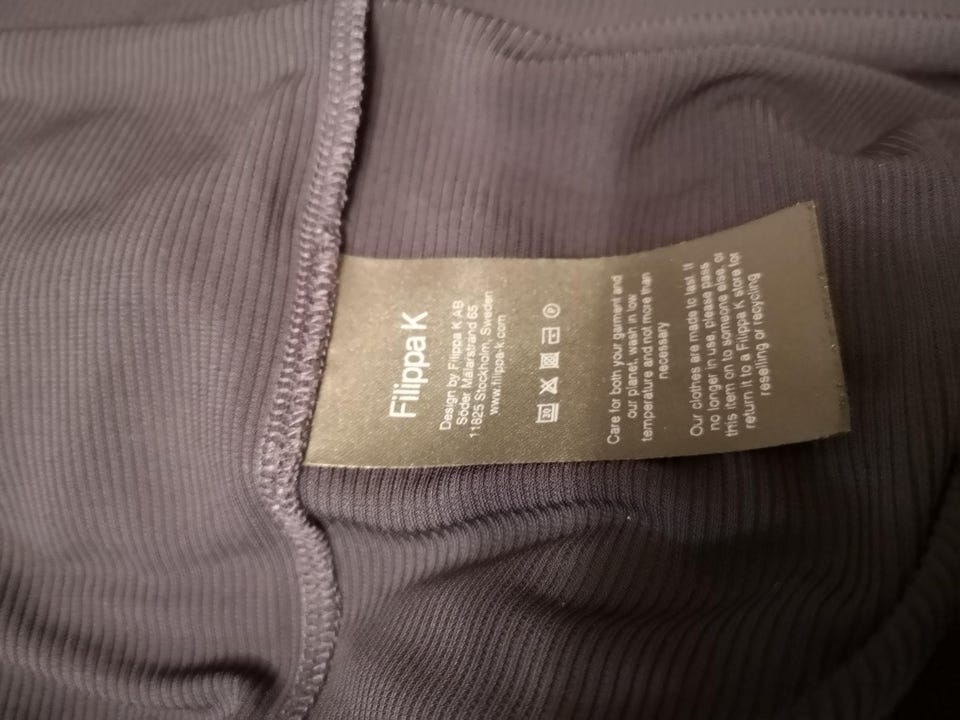 Filippa K
Design by Filippa K AB
Söder Mälarstrand 65
11825 Stockholm, Sweden
www.filippa-k.com
30
Care for both your garment and
our planet, wash in low
temperature and not more than
necessary
Our clothes are made to last. If
no longer in use, please pass
this item on to someone else, or
return it to a Filippa K store for
reselling or recycling